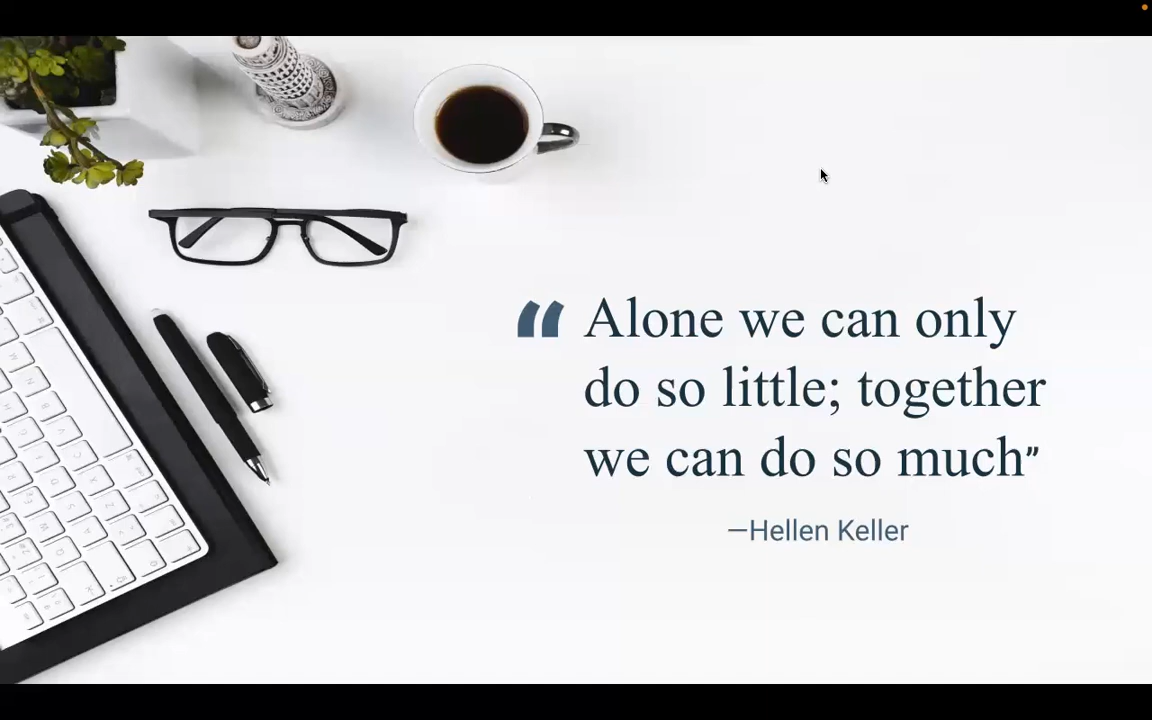 “ Alone we can only
do so little; together
we can do so much”
—Hellen Keller